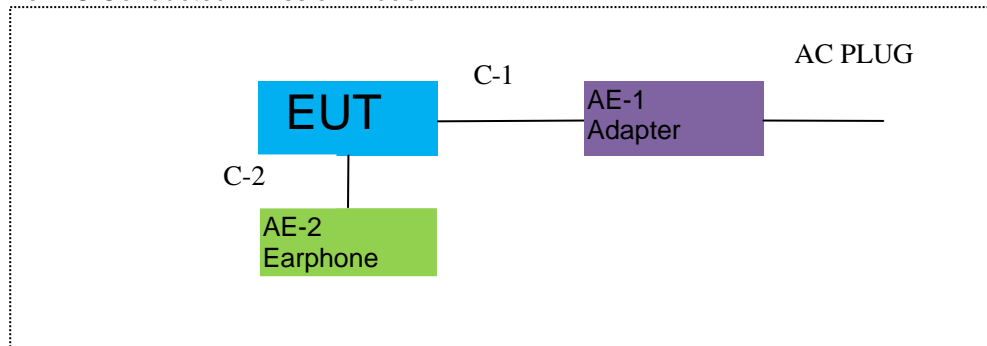 AC PLUG
C-1
EUT
AE-1
Adapter
C-2
AE-2
Earphone